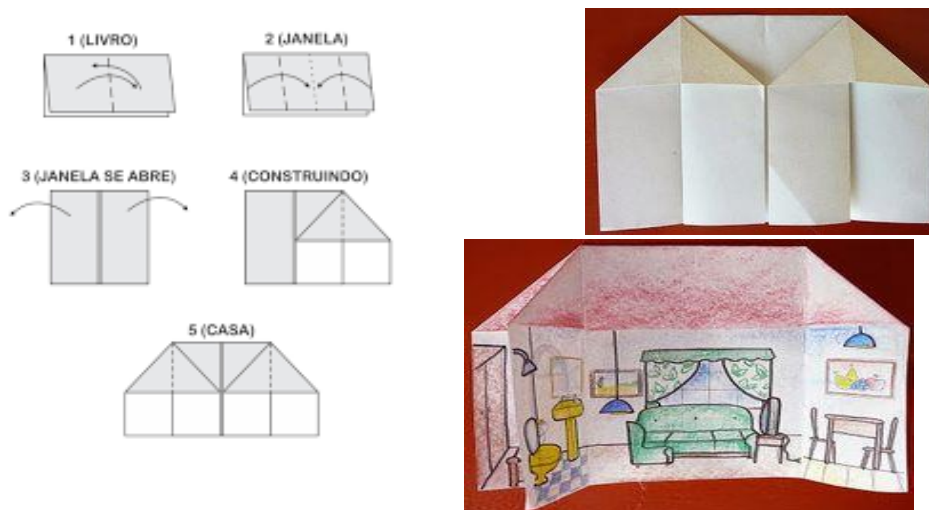 1 (LIVRO)
2 (JANELA)
3 (JANELA SE ABRE)
4 (CONSTRUINDO)
5 (CASA)